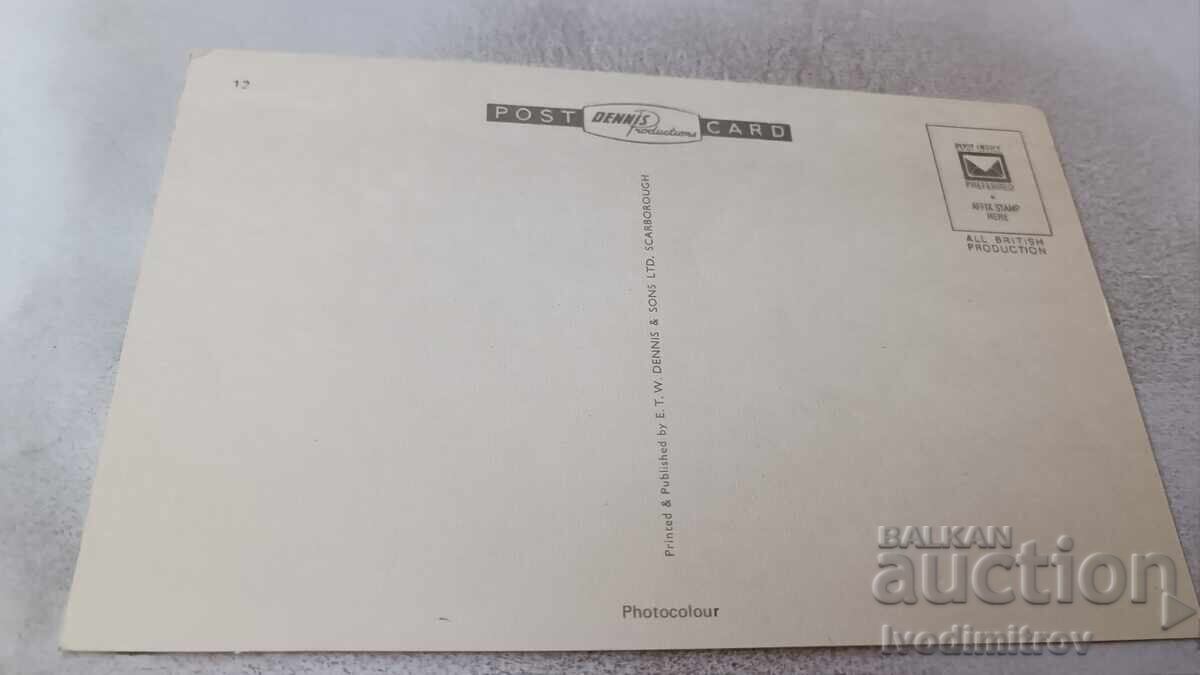 12
POST DENNIS Productions CARD
POST OFFICE
PREFERRED
AFFIX STAMP
HERE
ALL BRITISH
PRODUCTION
Printed & Published by E. T. W. DENNIS & SONS LTD, SCARBOROUGH
Photocolour
BALKAN
auction
Ivodimitrov